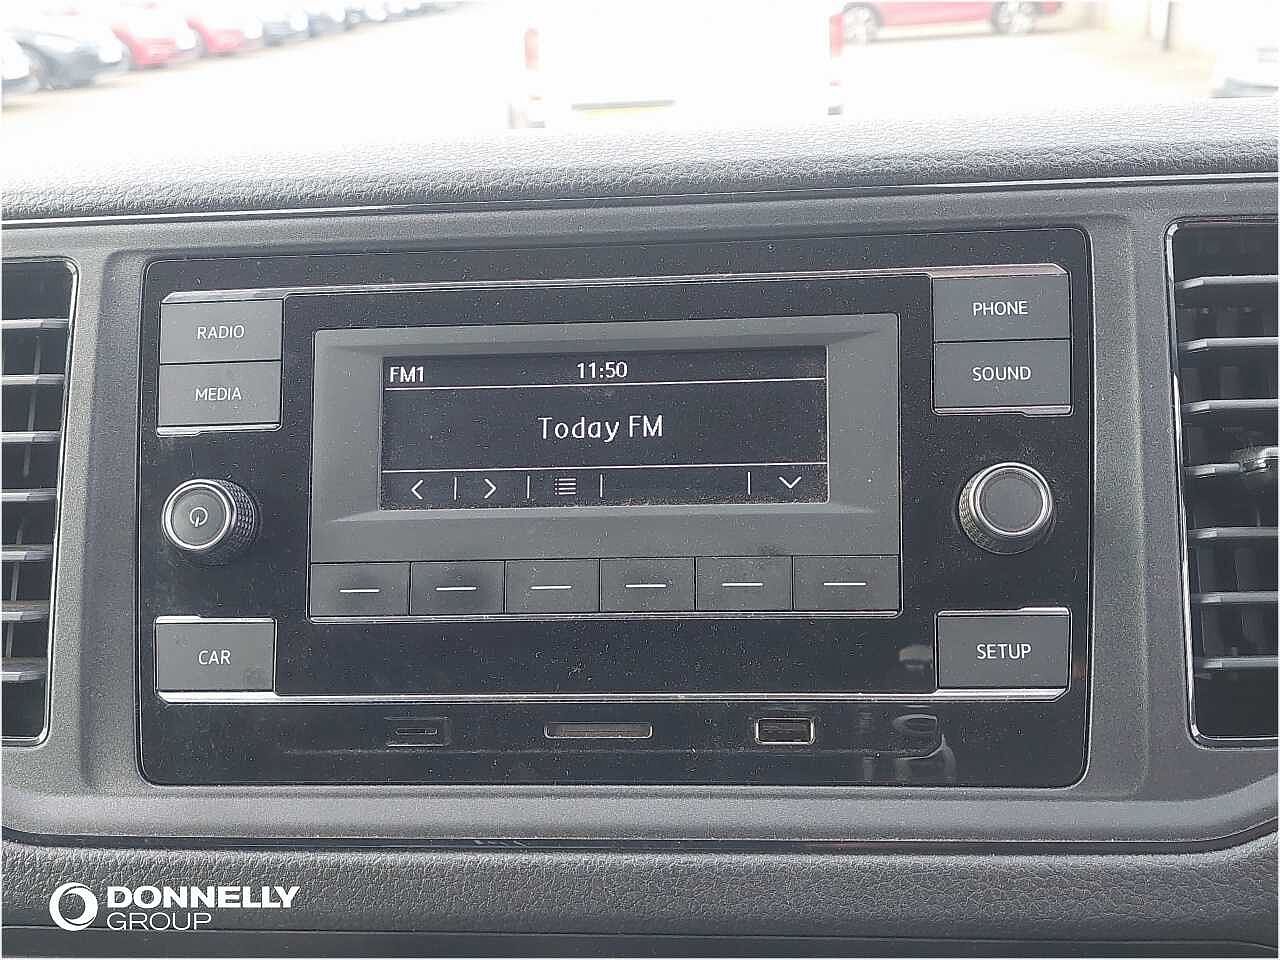 RADIO
MEDIA
PHONE
SOUND
FM1 11:50
Today FM
CAR
SETUP
DONNELLY
GROUP